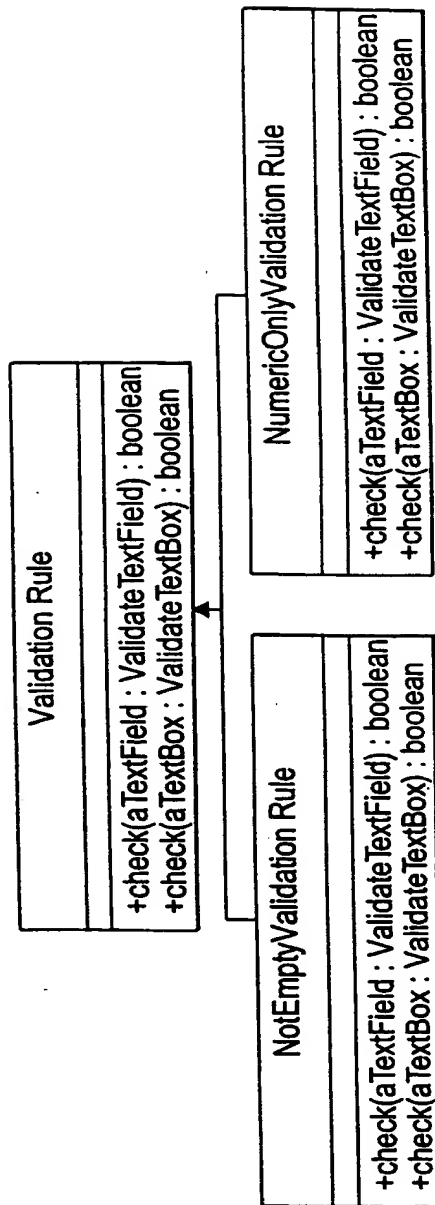 Validation Rule
+check(aTextField : ValidateTextField) : boolean
+check(aTextBox : ValidateTextBox) : boolean
NotEmptyValidation Rule
+check(aTextField : ValidateTextField) : boolean
+check(aTextBox : ValidateTextBox) : boolean
NumericOnlyValidation Rule
+check(aTextField : ValidateTextField) : boolean
+check(aTextBox : ValidateTextBox) : boolean